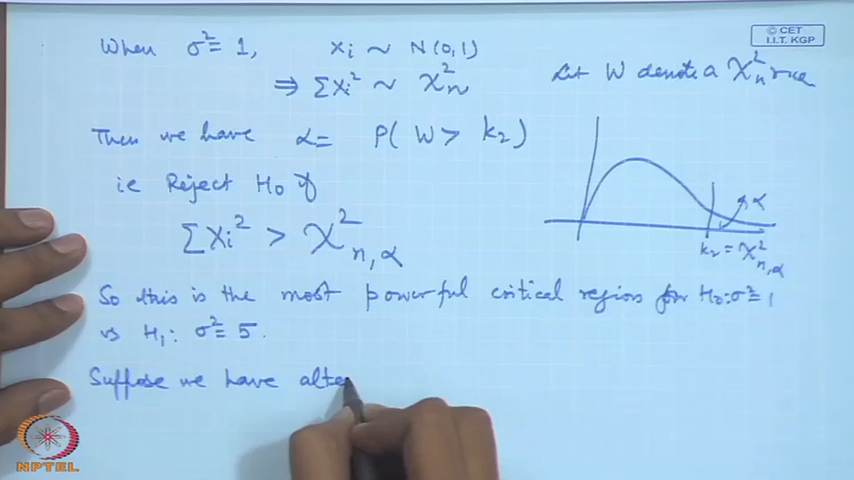 © CET
I.I.T. KGP
When σ² = 1, Xi ~ N(0,1)
⇒ ΣXi² ~ χ²n
Let W denote a χ²n r.v.
Then we have α = P( W > k₂)
ie Reject H₀ if
ΣXi² > χ²n,α
α
k₂ = χ²n,α
So this is the most powerful critical region for H₀: σ² = 1
vs H₁: σ² = 5.
Suppose we have alte
NPTEL